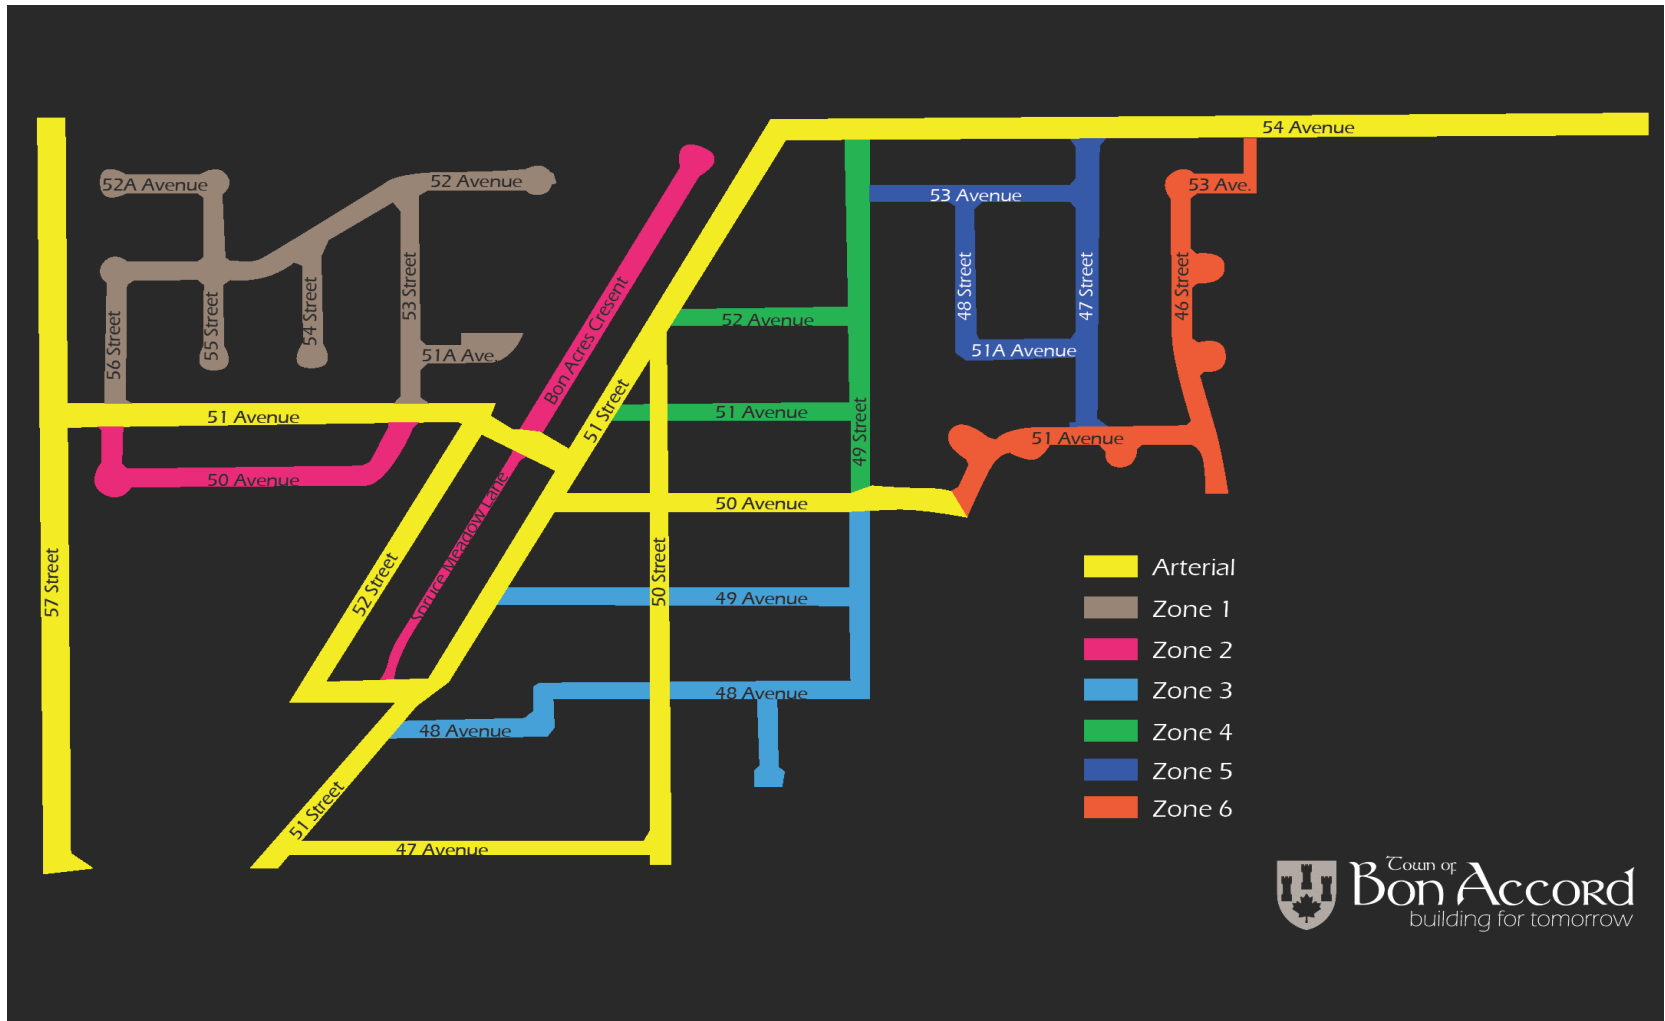 54 Avenue
52A Avenue
52 Avenue
53 Avenue
53 Ave.
56 Street
55 Street
54 Street
53 Street
51A Ave.
Bon Acres Cresent
52 Avenue
48 Street
47 Street
46 Street
51A Avenue
51 Avenue
51 Street
51 Avenue
49 Street
51 Avenue
50 Avenue
Spruce Meadow Lane
50 Avenue
57 Street
52 Street
50 Street
49 Avenue
48 Avenue
48 Avenue
51 Street
47 Avenue
Arterial
Zone 1
Zone 2
Zone 3
Zone 4
Zone 5
Zone 6
Town of
Bon Accord
building for tomorrow